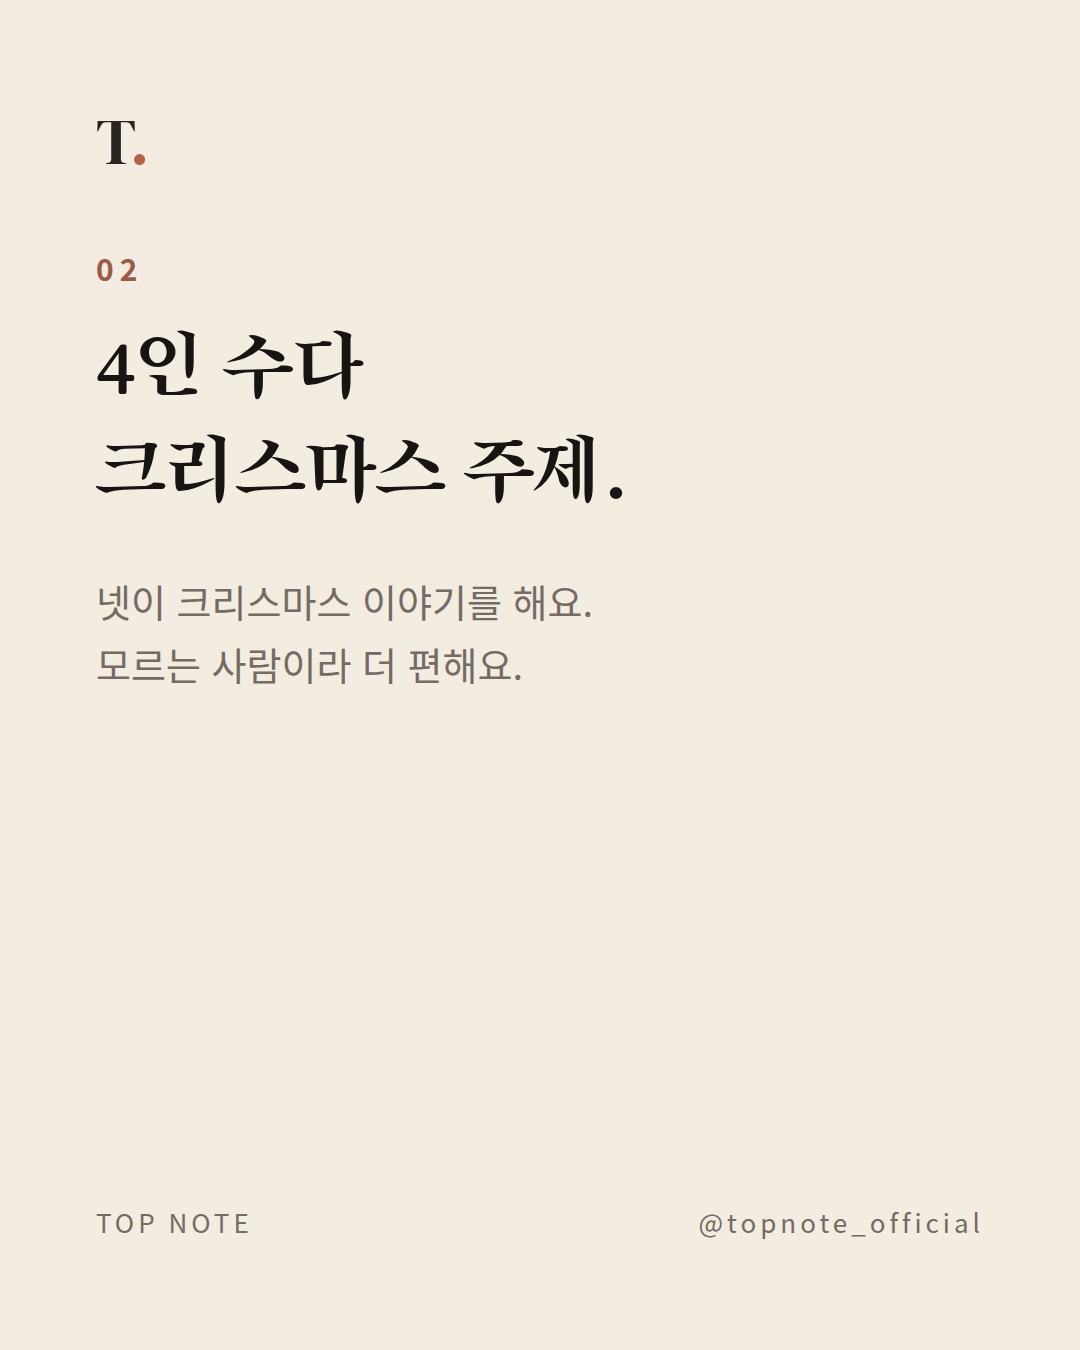 T.
02
4인 수다
크리스마스 주제.
넷이 크리스마스 이야기를 해요.
모르는 사람이라 더 편해요.
TOP NOTE
@topnote_official